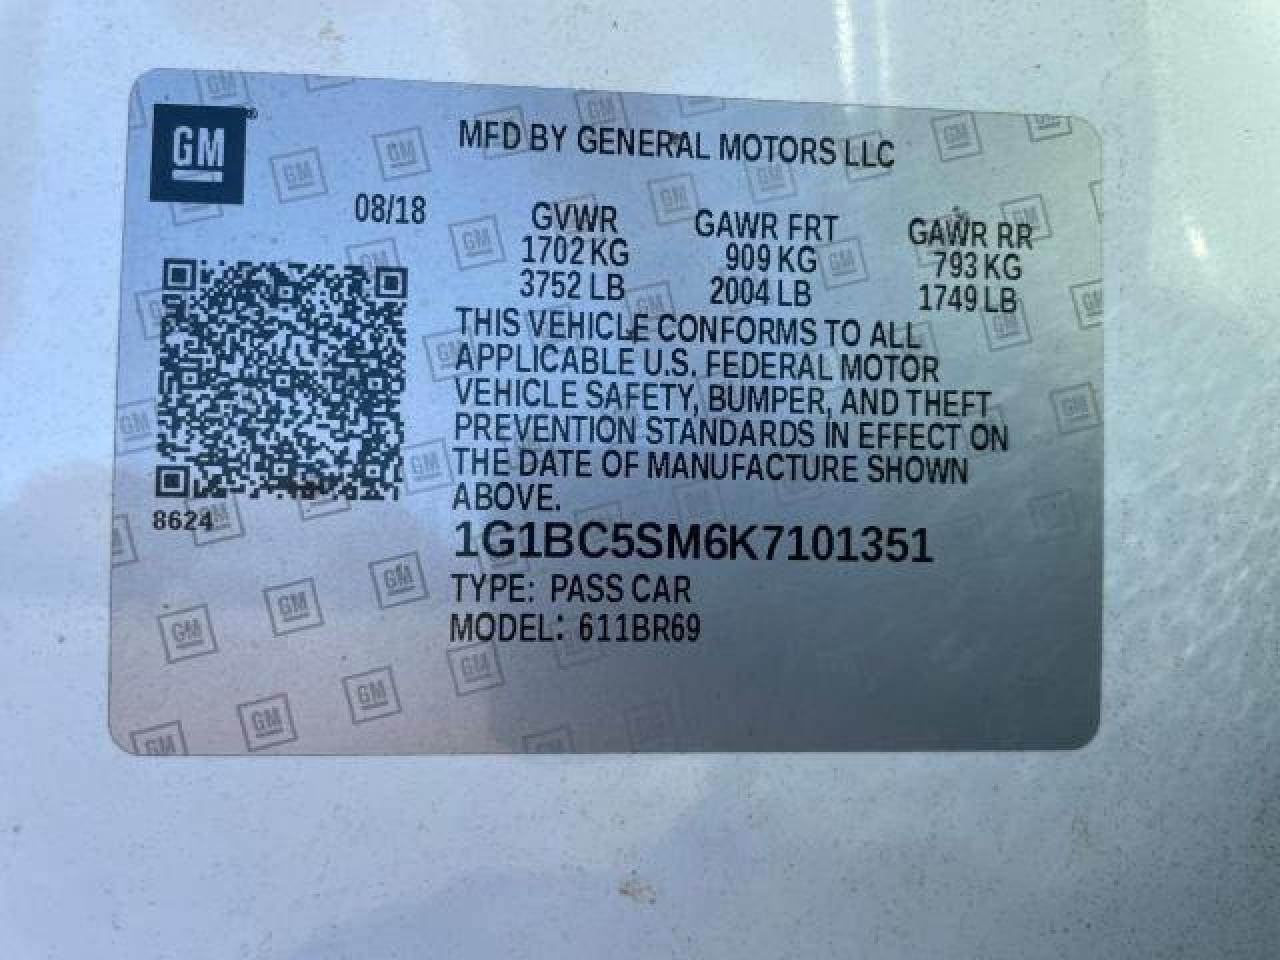 GM
MFD BY GENERAL MOTORS LLC
08/18
GVWR GAWR FRT GAWR RR
1702 KG 909 KG 793 KG
3752 LB 2004 LB 1749 LB
THIS VEHICLE CONFORMS TO ALL
APPLICABLE U.S. FEDERAL MOTOR
VEHICLE SAFETY, BUMPER, AND THEFT
PREVENTION STANDARDS IN EFFECT ON
THE DATE OF MANUFACTURE SHOWN
ABOVE.
8624
1G1BC5SM6K7101351
TYPE: PASS CAR
MODEL: 611BR69